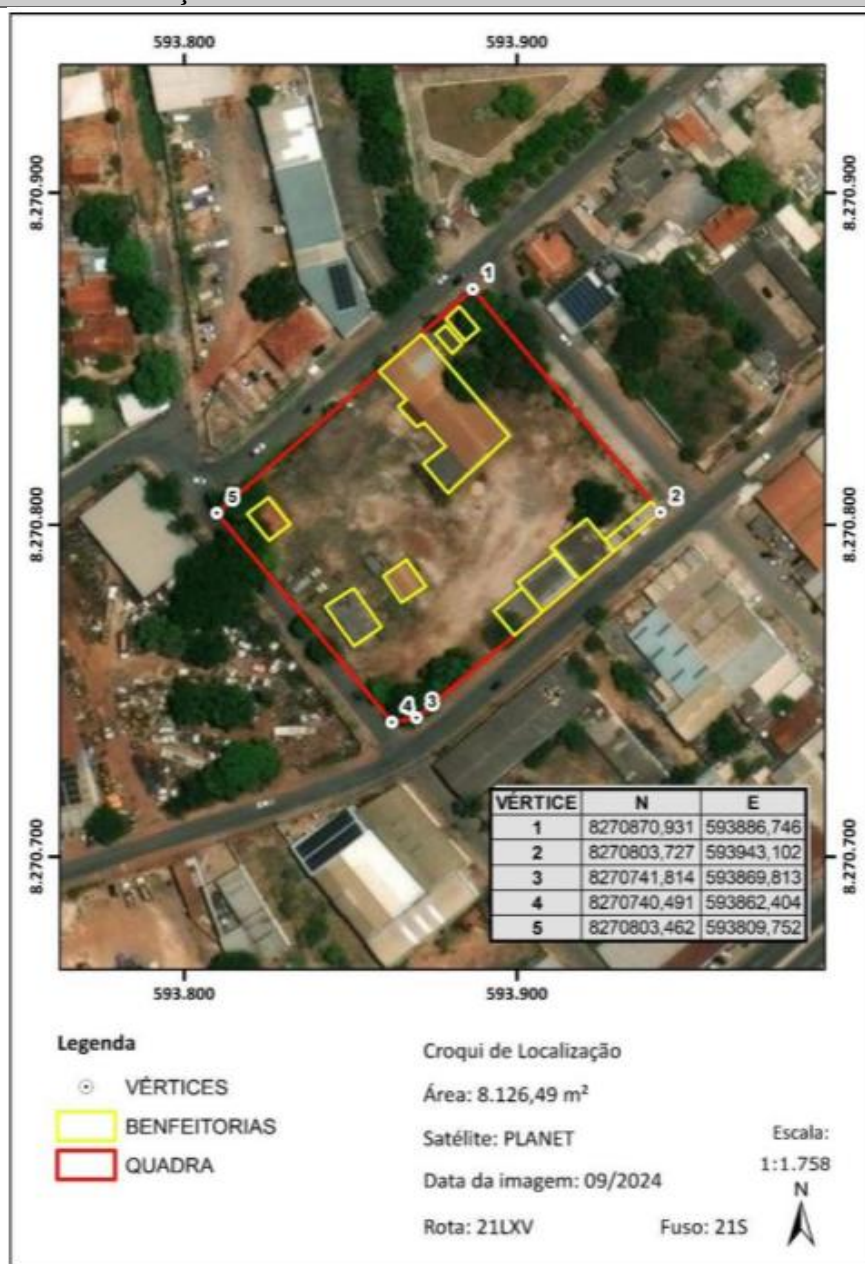 593.800 593.900
8.270.900 8.270.900
1
5 2
8.270.800 8.270.800
4 3
VÉRTICE N E
1 8270870,931 593886,746
2 8270803,727 593943,102
3 8270741,814 593869,813
4 8270740,491 593862,404
5 8270803,462 593809,752
8.270.700 8.270.700
593.800 593.900
Legenda
VÉRTICES
BENFEITORIAS
QUADRA
Croqui de Localização
Área: 8.126,49 m²
Satélite: PLANET
Data da imagem: 09/2024
Rota: 21LXV Fuso: 21S
Escala:
1:1.758
N